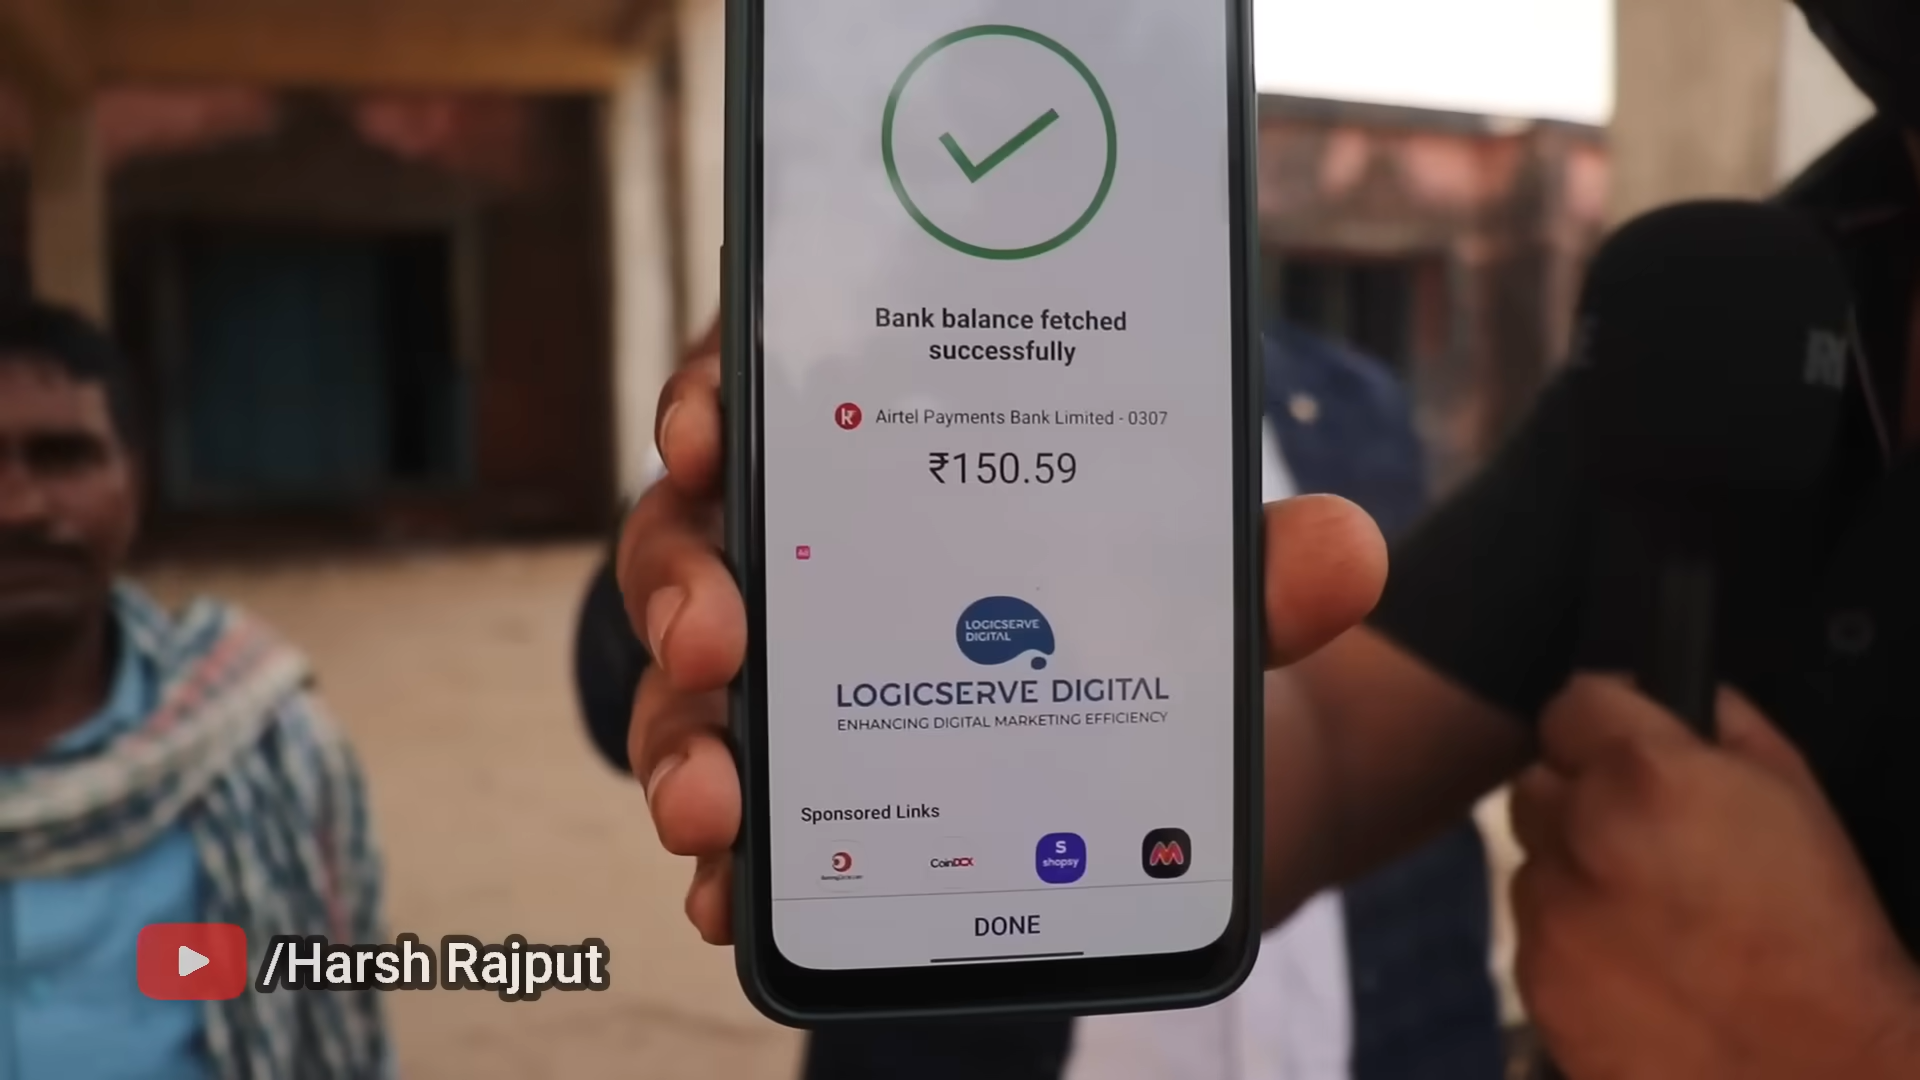 Bank balance fetched
successfully
Airtel Payments Bank Limited - 0307
₹150.59
Ad
LOGICSERVE
DIGITAL
LOGICSERVE DIGITAL
ENHANCING DIGITAL MARKETING EFFICIENCY
Sponsored Links
CoinDCX
S
shopsy
DONE
/Harsh Rajput